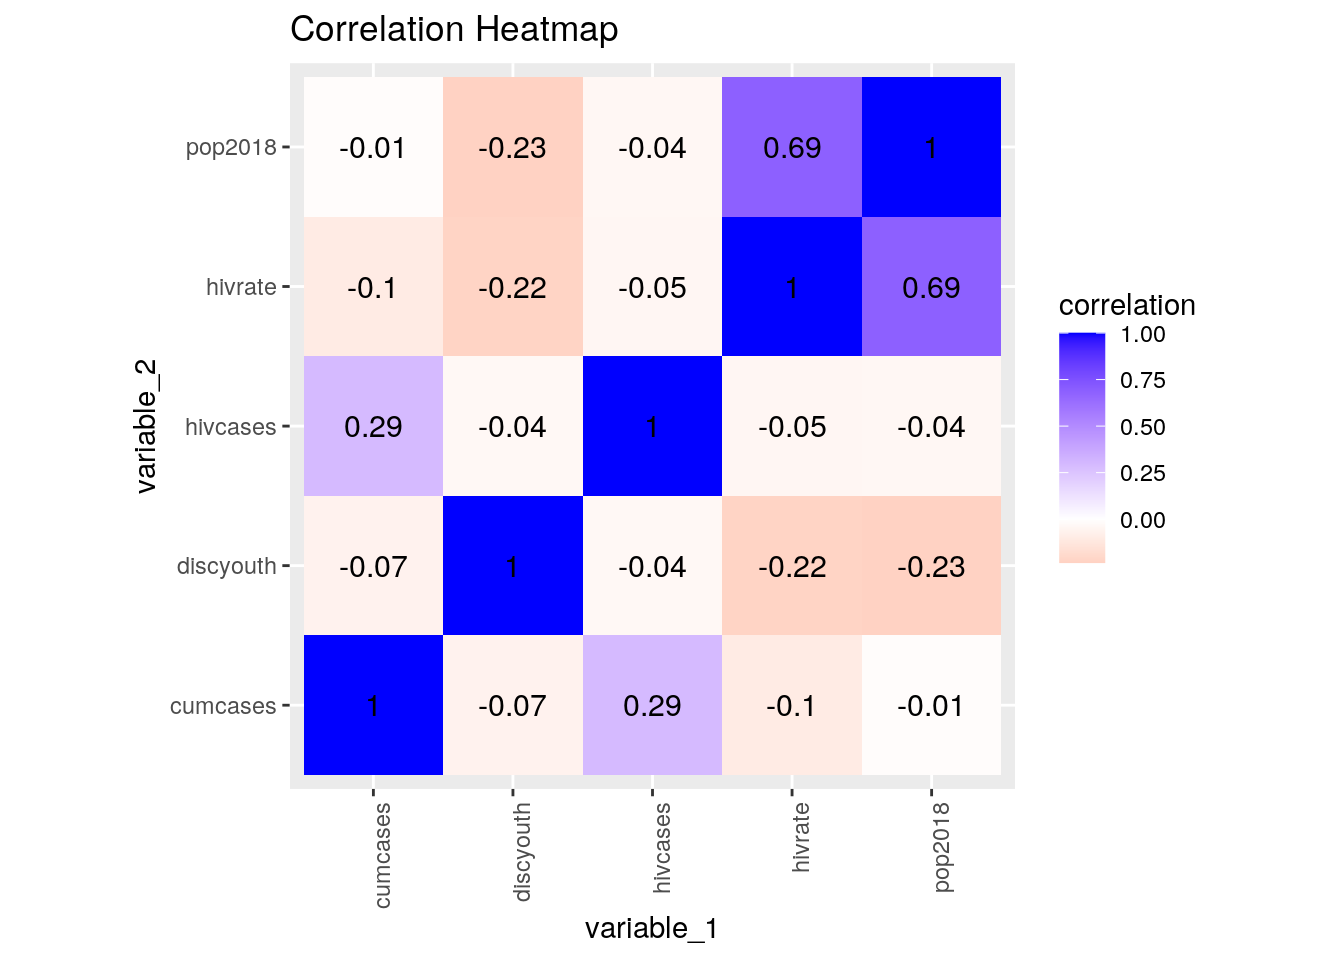 Correlation Heatmap
pop2018 -0.01 -0.23 -0.04 0.69 1
hivrate -0.1 -0.22 -0.05 1 0.69
hivcases 0.29 -0.04 1 -0.05 -0.04
discyouth -0.07 1 -0.04 -0.22 -0.23
cumcases 1 -0.07 0.29 -0.1 -0.01
variable_2
cumcases
discyouth
hivcases
hivrate
pop2018
variable_1
correlation
1.00
0.75
0.50
0.25
0.00